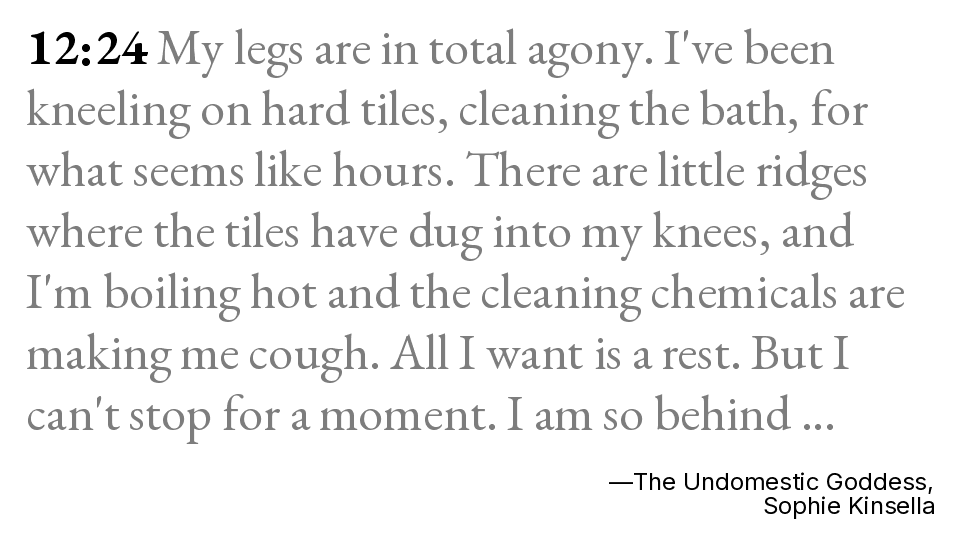 12:24 My legs are in total agony. I've been
kneeling on hard tiles, cleaning the bath, for
what seems like hours. There are little ridges
where the tiles have dug into my knees, and
I'm boiling hot and the cleaning chemicals are
making me cough. All I want is a rest. But I
can't stop for a moment. I am so behind ...
—The Undomestic Goddess,
Sophie Kinsella